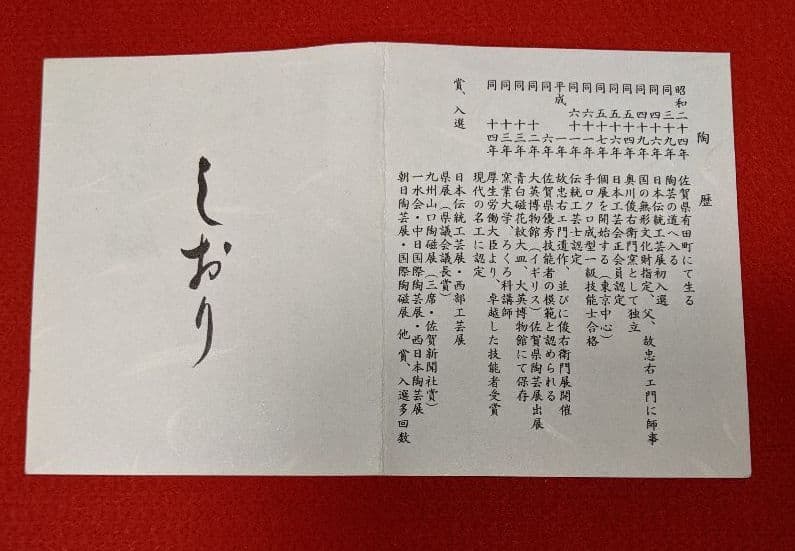 陶歴
昭和二十四年 佐賀県有田町にて生る
同 三十九年 陶芸の道へ入る
同 四十六年 日本伝統工芸展初入選
同 四十九年 国の無形文化財指定、父、故忠右エ門に師事
同 五十四年 奥川俊右衛門窯として独立
同 五十六年 日本工芸会正会員認定
同 五十七年 個展を開始する(東京中心)
同 六十一年 手ロクロ成型一級技能士合格
同 六十二年 伝統工芸士認定
平成 一年 故忠右エ門遺作、並びに俊右衛門展開催
同 六年 佐賀県優秀技能者の模範と認められる
同 十二年 大英博物館(イギリス)佐賀県陶芸展出展
同 十三年 青白磁花紋大皿、大英博物館にて保存
同 十三年 窯業大学、ろくろ科講師
同 十四年 厚生労働大臣より、卓越した技能者受賞
現代の名工に認定
賞、入選 日本伝統工芸展・西部工芸展
県展(県議会議長賞)
九州山口陶磁展(三席・佐賀新聞社賞)
一水会・中日国際陶芸展・西日本陶芸展
朝日陶芸展・国際陶磁展 他 賞、入選多回数
しおり